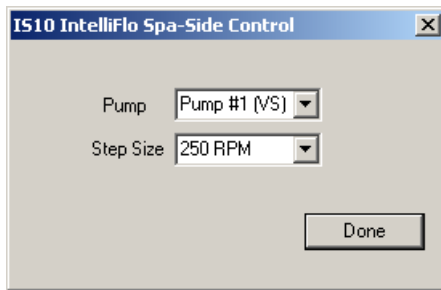 IS10 IntelliFlo Spa-Side Control
Pump Pump #1 (VS)
Step Size 250 RPM
Done